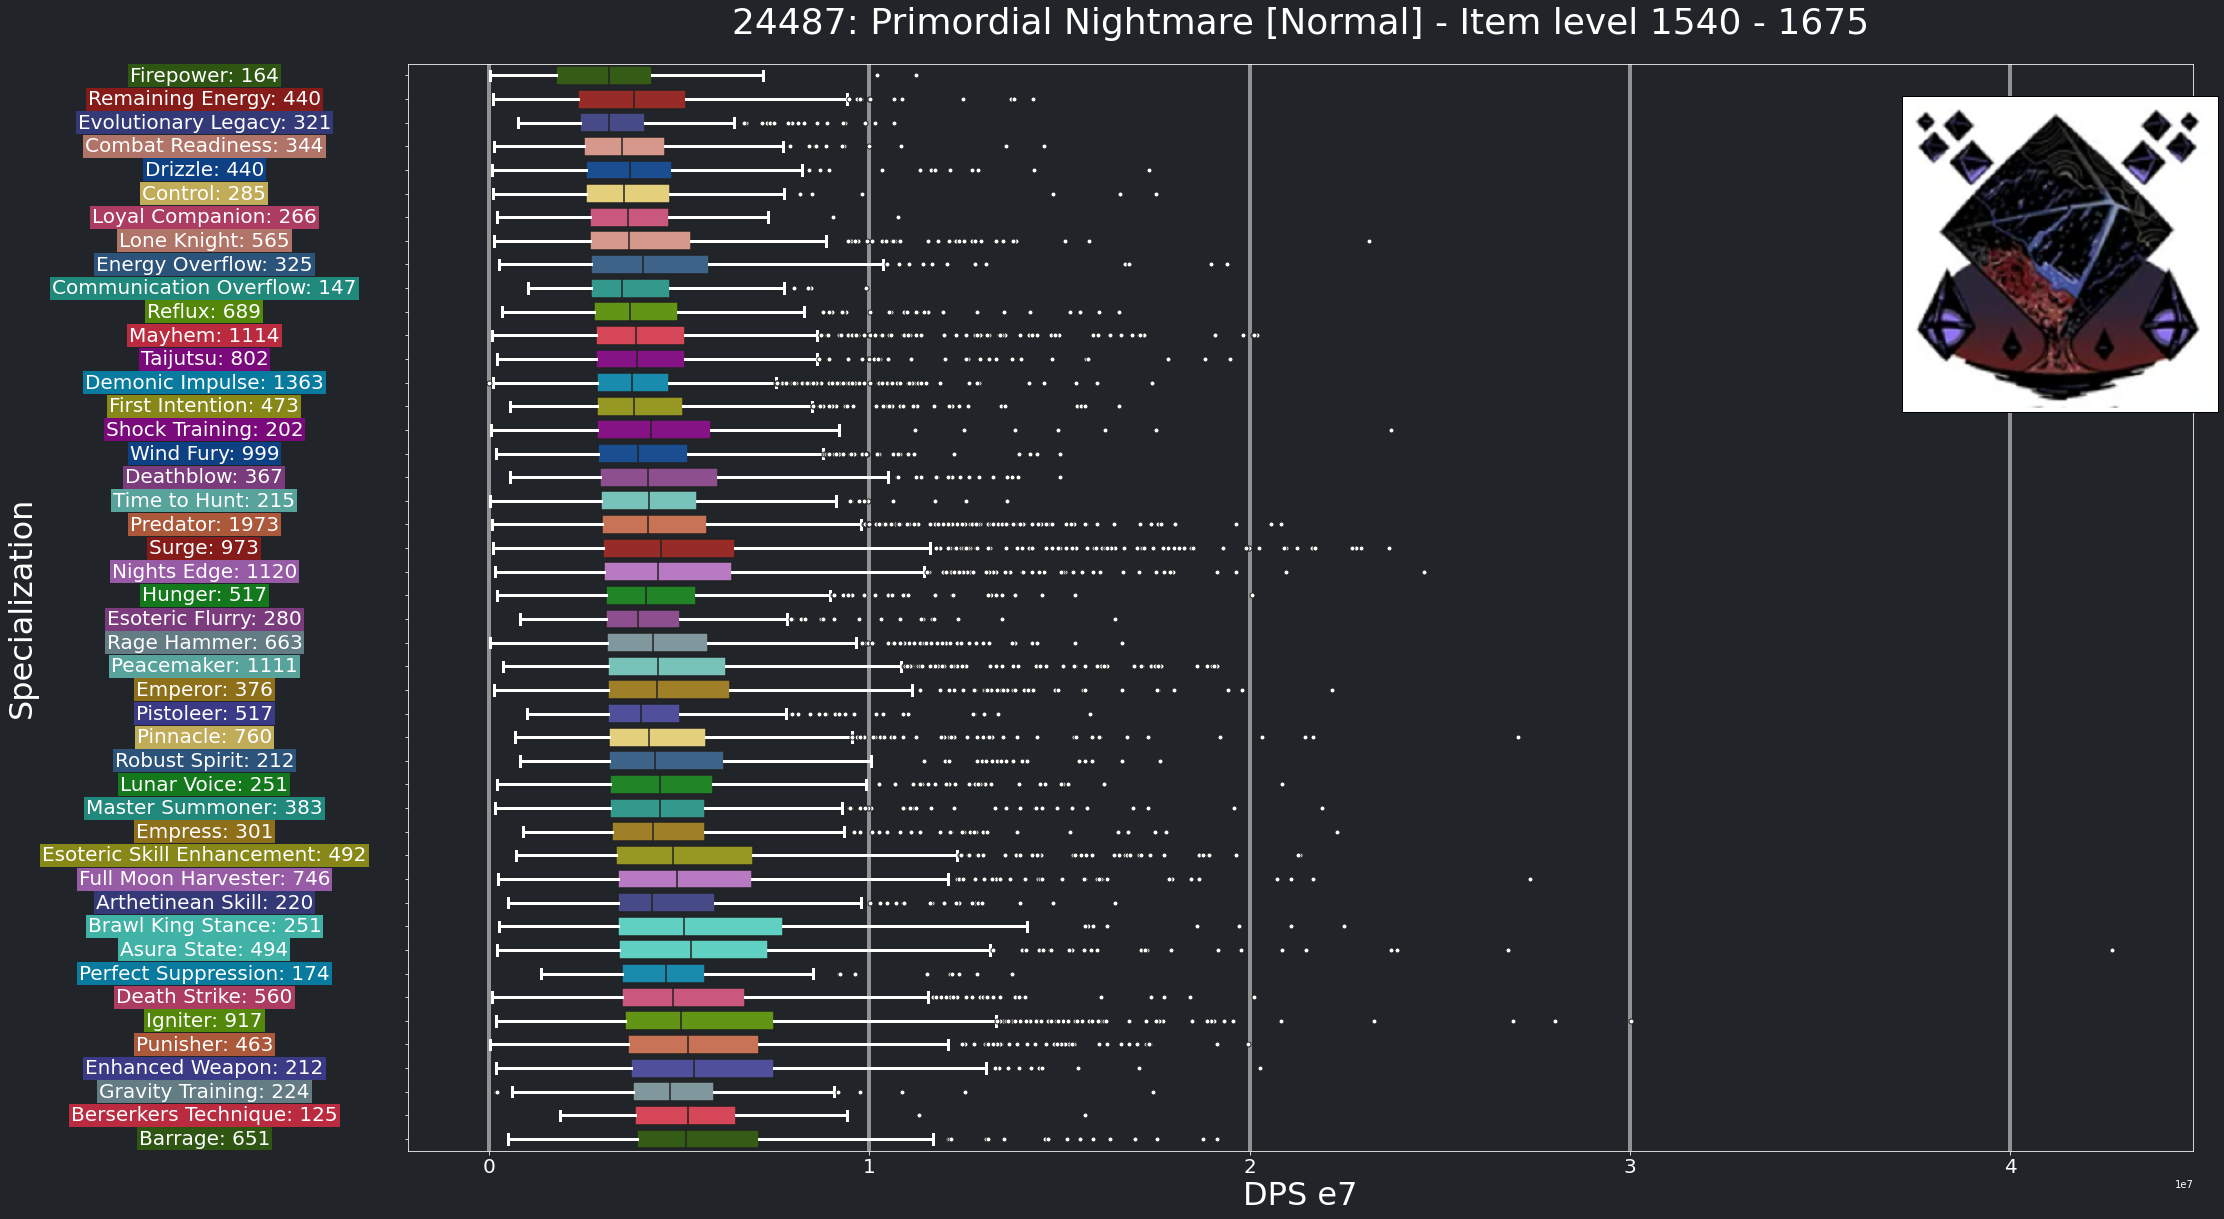 24487: Primordial Nightmare [Normal] - Item level 1540 - 1675
Specialization
Firepower: 164
Remaining Energy: 440
Evolutionary Legacy: 321
Combat Readiness: 344
Drizzle: 440
Control: 285
Loyal Companion: 266
Lone Knight: 565
Energy Overflow: 325
Communication Overflow: 147
Reflux: 689
Mayhem: 1114
Taijutsu: 802
Demonic Impulse: 1363
First Intention: 473
Shock Training: 202
Wind Fury: 999
Deathblow: 367
Time to Hunt: 215
Predator: 1973
Surge: 973
Nights Edge: 1120
Hunger: 517
Esoteric Flurry: 280
Rage Hammer: 663
Peacemaker: 1111
Emperor: 376
Pistoleer: 517
Pinnacle: 760
Robust Spirit: 212
Lunar Voice: 251
Master Summoner: 383
Empress: 301
Esoteric Skill Enhancement: 492
Full Moon Harvester: 746
Arthetinean Skill: 220
Brawl King Stance: 251
Asura State: 494
Perfect Suppression: 174
Death Strike: 560
Igniter: 917
Punisher: 463
Enhanced Weapon: 212
Gravity Training: 224
Berserkers Technique: 125
Barrage: 651
0 1 2 3 4
DPS e7
1e7